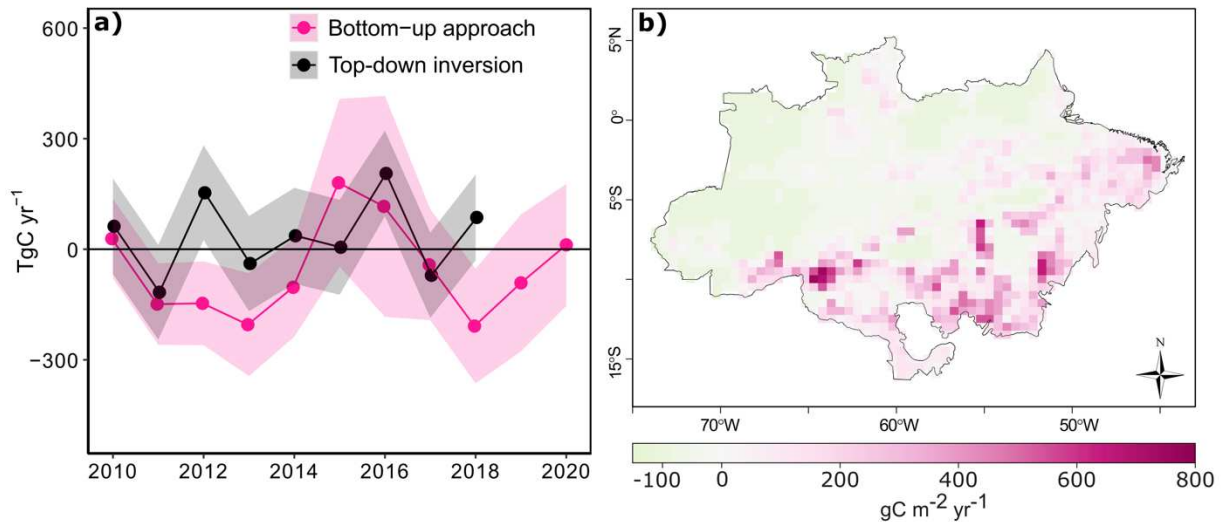 a)
Bottom−up approach
Top−down inversion
TgC yr⁻¹
600
300
0
−300
2010 2012 2014 2016 2018 2020
b)
5°N
0°
5°S
15°S
70°W 60°W 50°W
N
-100 0 200 400 600 800
gC m⁻² yr⁻¹